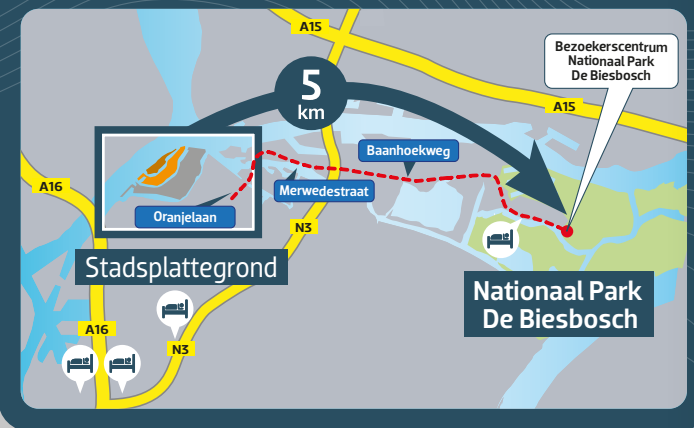 A15
Bezoekerscentrum
Nationaal Park
De Biesbosch
5
km
A15
Baanhoekweg
A16
Merwedestraat
Oranjelaan
N3
Stadsplattegrond
Nationaal Park
De Biesbosch
A16
N3